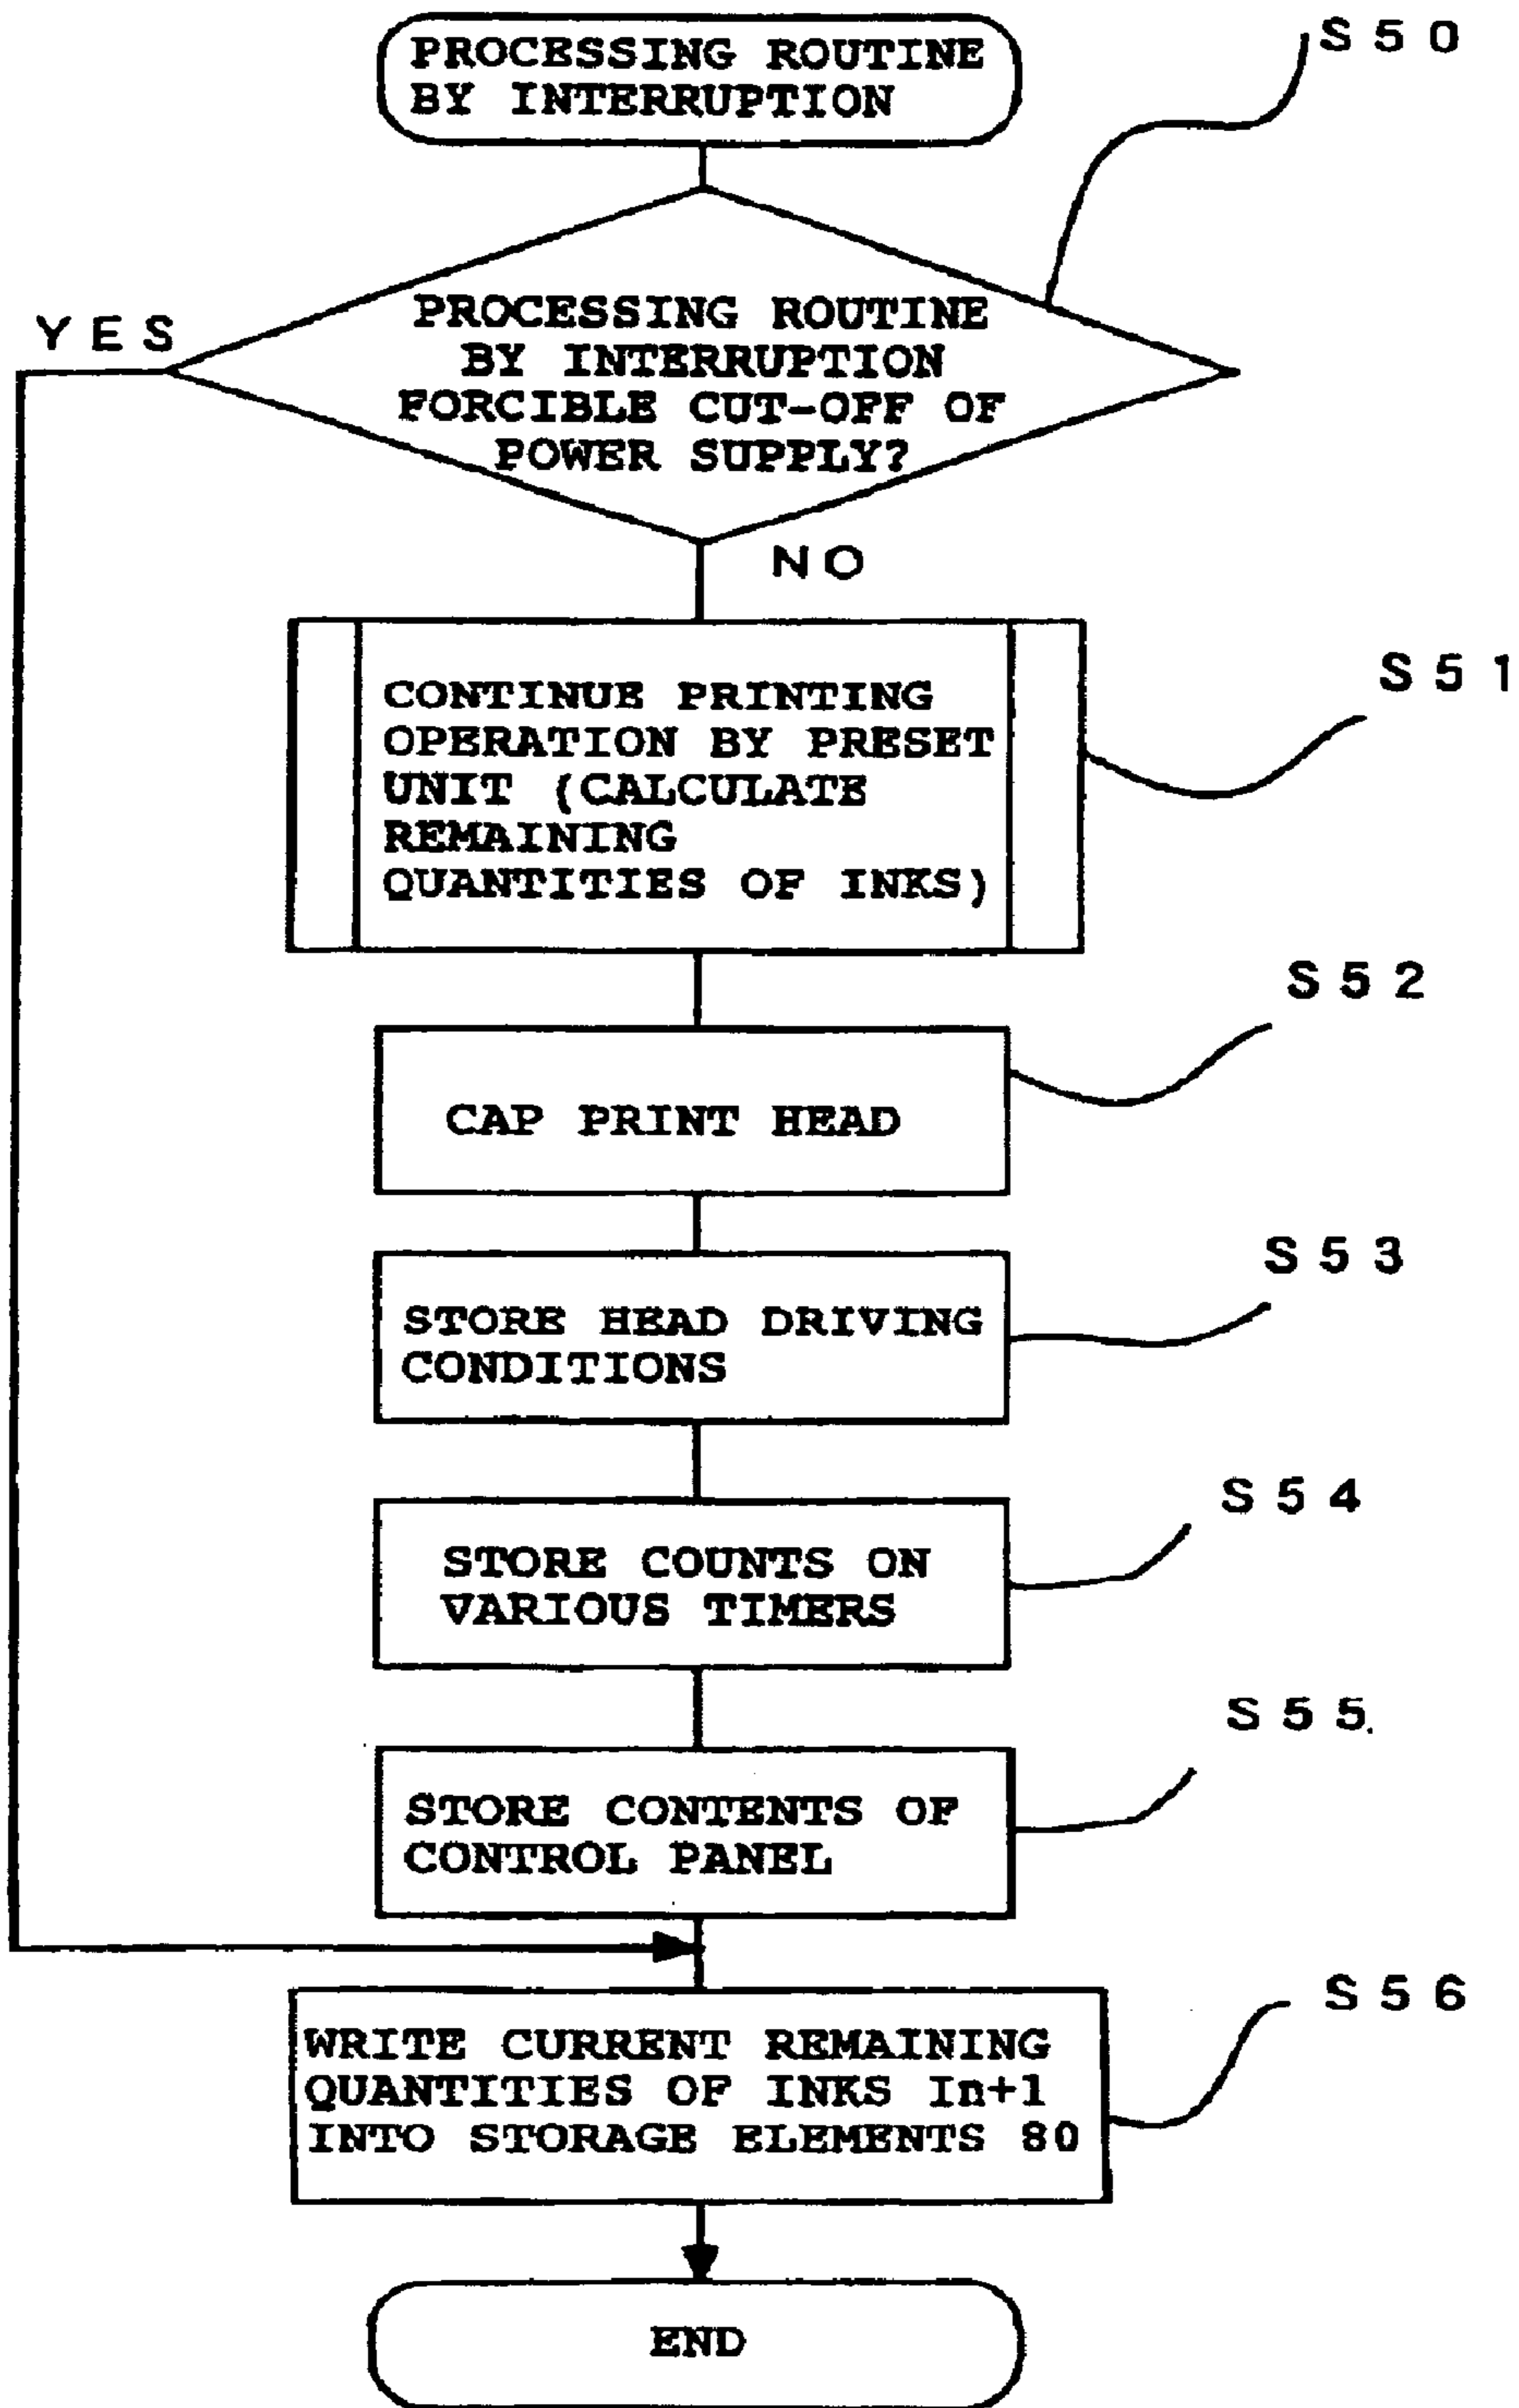 PROCESSING ROUTINE
BY INTERRUPTION
S50
PROCESSING ROUTINE
BY INTERRUPTION
FORCIBLE CUT-OFF OF
POWER SUPPLY?
YES
NO
CONTINUE PRINTING
OPERATION BY PRESET
UNIT (CALCULATE
REMAINING
QUANTITIES OF INKS)
S51
S52
CAP PRINT HEAD
S53
STORE HEAD DRIVING
CONDITIONS
S54
STORE COUNTS ON
VARIOUS TIMERS
S55
STORE CONTENTS OF
CONTROL PANEL
S56
WRITE CURRENT REMAINING
QUANTITIES OF INKS In+1
INTO STORAGE ELEMENTS 80
END